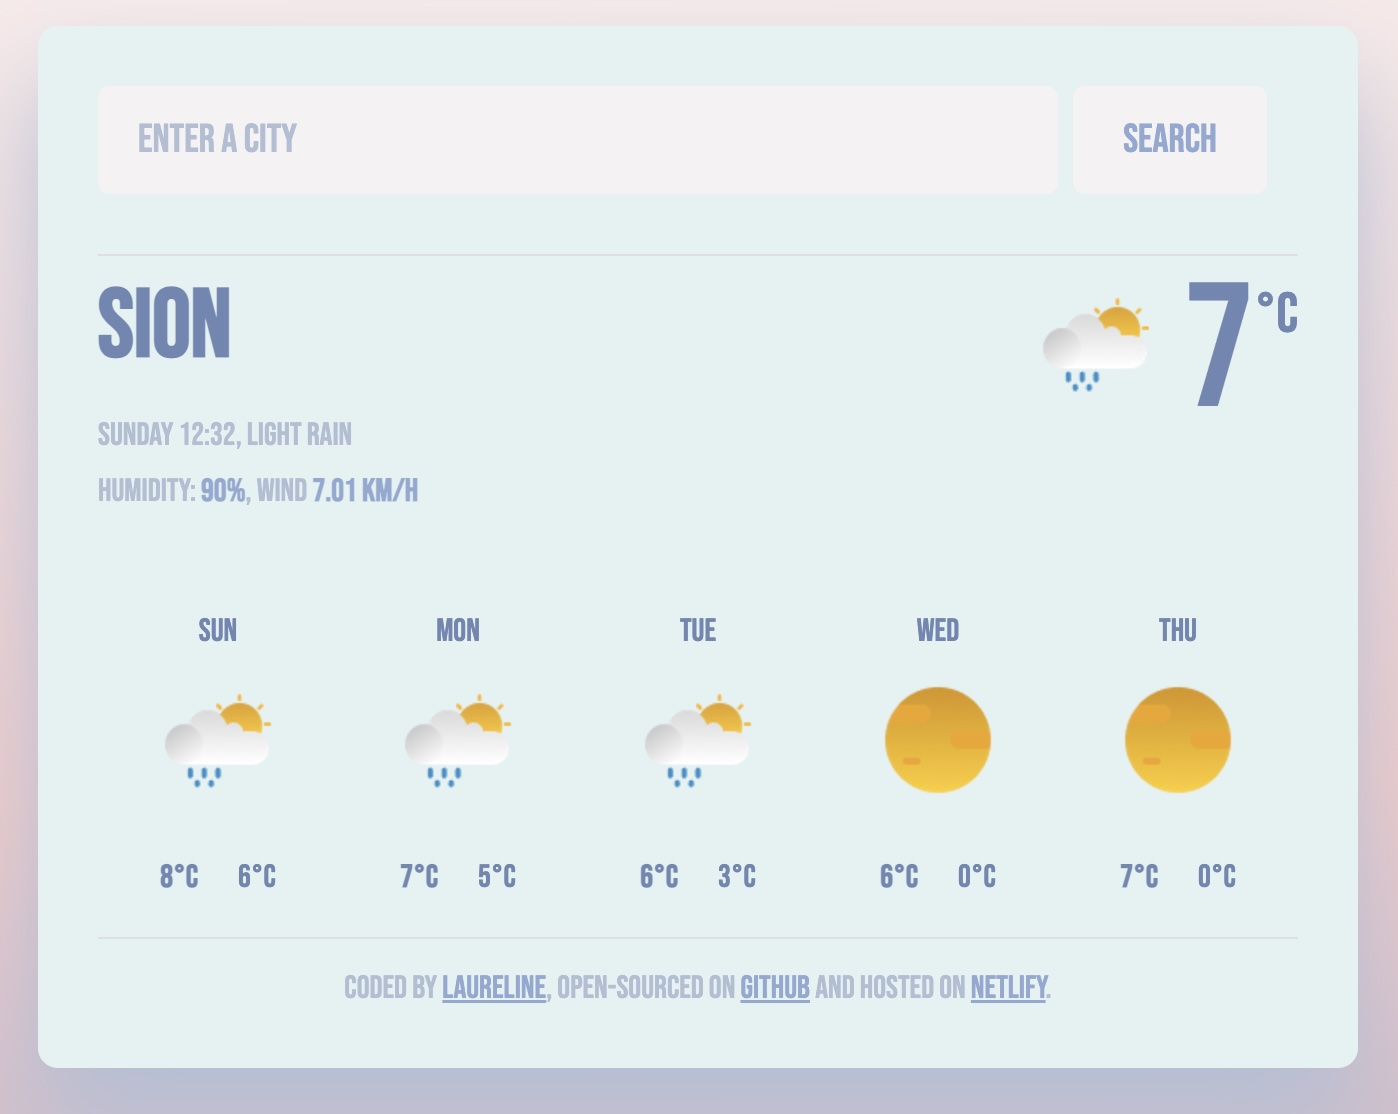 ENTER A CITY SEARCH
SION 7°C
SUNDAY 12:32, LIGHT RAIN
HUMIDITY: 90%, WIND 7.01 KM/H
SUN MON TUE WED THU
8°C 6°C 7°C 5°C 6°C 3°C 6°C 0°C 7°C 0°C
CODED BY LAURELINE, OPEN-SOURCED ON GITHUB AND HOSTED ON NETLIFY.